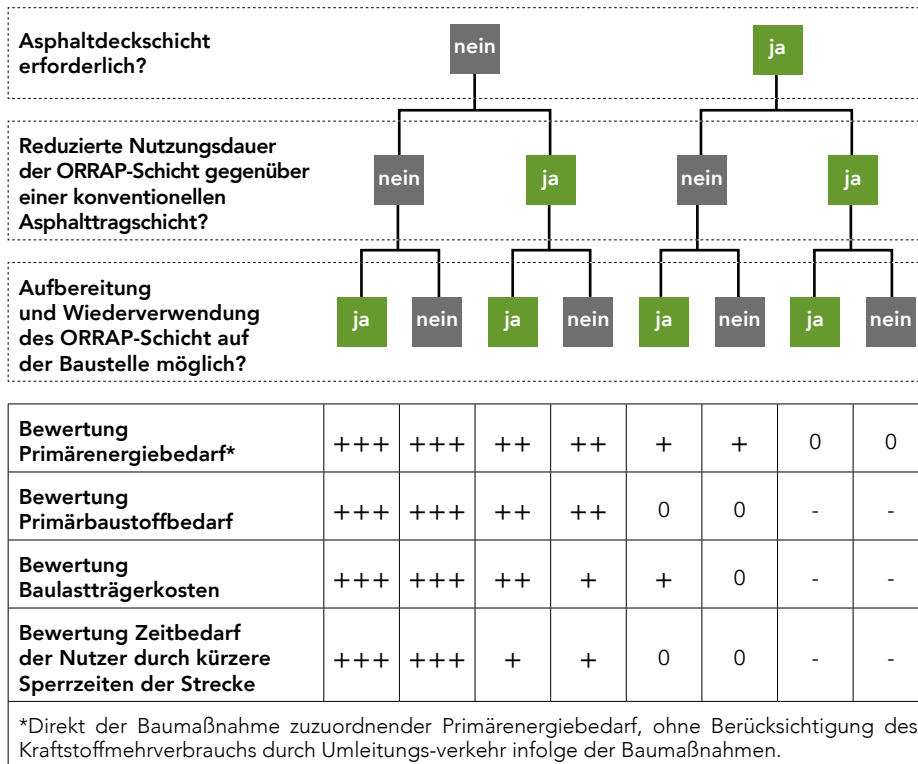 Asphaltdeckschicht
erforderlich?
nein ja
Reduzierte Nutzungsdauer
der ORRAP-Schicht gegenüber
einer konventionellen
Asphalttragschicht?
nein ja nein ja
Aufbereitung
und Wiederverwendung
des ORRAP-Schicht auf
der Baustelle möglich?
ja nein ja nein ja nein ja nein
Bewertung
Primärenergiebedarf*
+++ +++ ++ ++ + + 0 0
Bewertung
Primärbaustoffbedarf
+++ +++ ++ ++ 0 0 - -
Bewertung
Baulastträgerkosten
+++ +++ ++ + + 0 - -
Bewertung Zeitbedarf
der Nutzer durch kürzere
Sperrzeiten der Strecke
+++ +++ + + 0 0 - -
*Direkt der Baumaßnahme zuzuordnender Primärenergiebedarf, ohne Berücksichtigung des
Kraftstoffmehrverbrauchs durch Umleitungs-verkehr infolge der Baumaßnahmen.